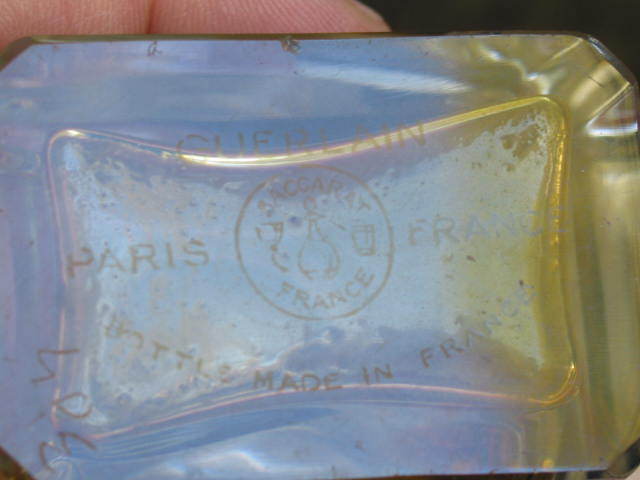 GUERLAIN
BACCARAT
PARIS FRANCE
FRANCE
BOTTLE MADE IN FRANCE